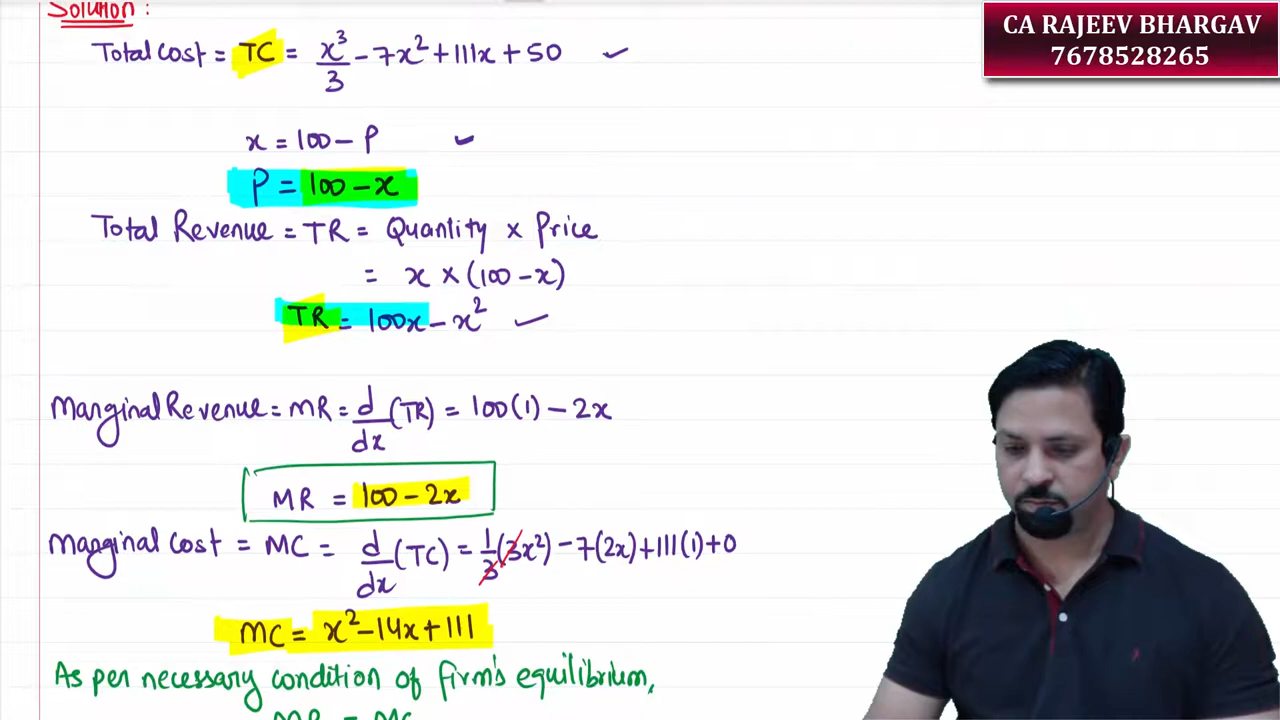 Solution :
CA RAJEEV BHARGAV
7678528265
Total Cost = TC = x³/3 - 7x² + 111x + 50 ✓
x = 100 - P ✓
P = 100 - x
Total Revenue = TR = Quantity × Price
= x × (100 - x)
TR = 100x - x² ✓
Marginal Revenue = MR = d/dx (TR) = 100(1) - 2x
MR = 100 - 2x
Marginal Cost = MC = d/dx (TC) = 1/3 (3x²) - 7(2x) + 111(1) + 0
MC = x² - 14x + 111
As per necessary condition of firm's equilibrium,
MR = MC